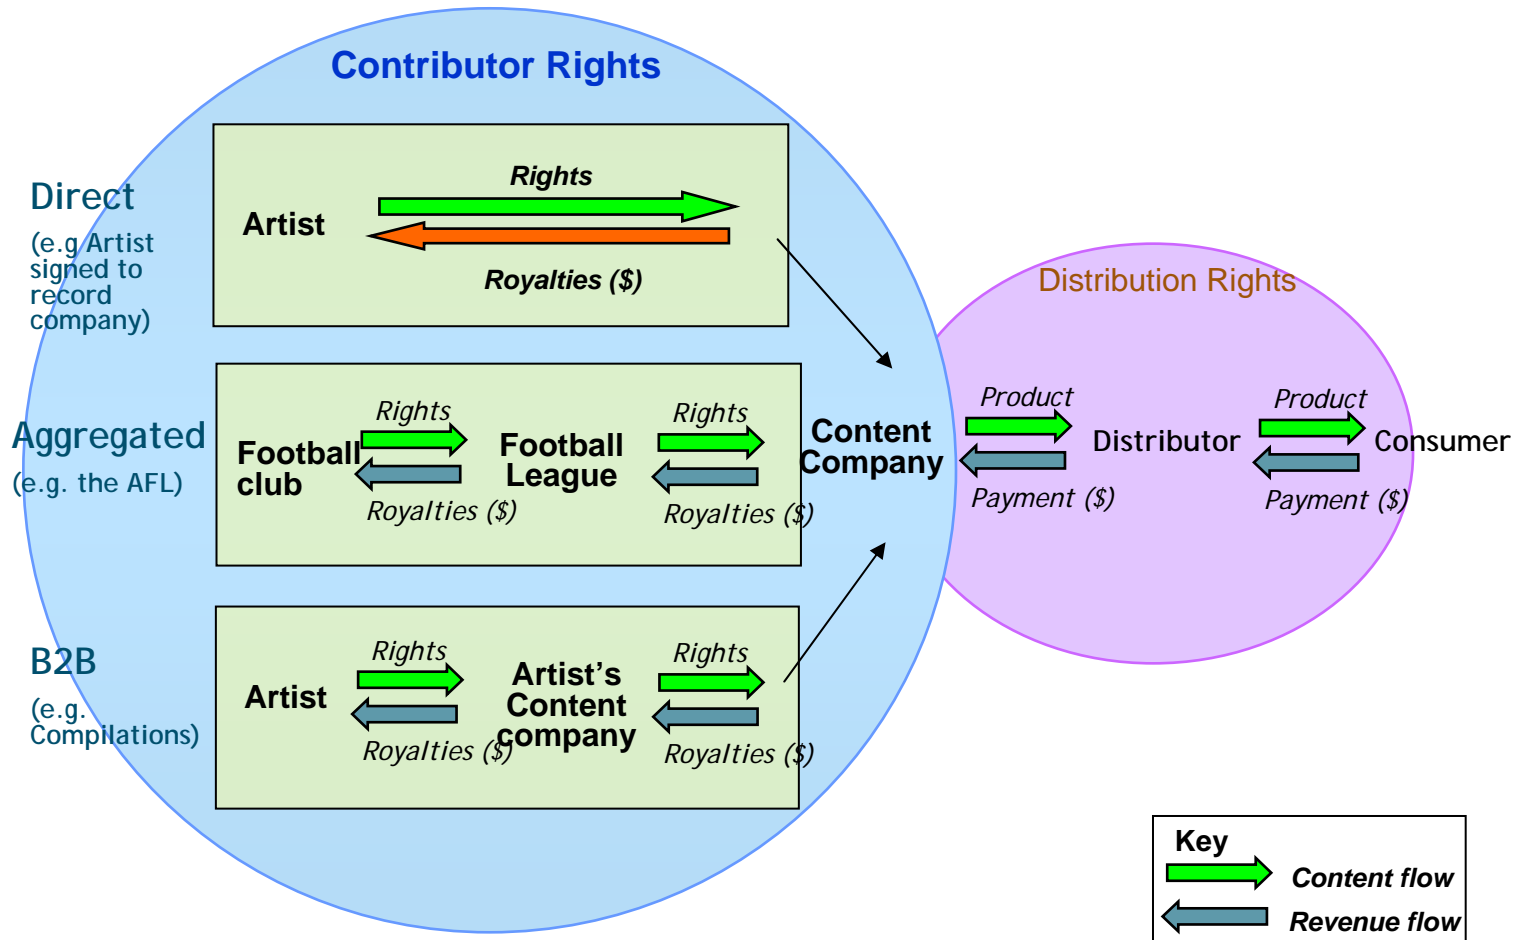 Contributor Rights
Direct
(e.g Artist
signed to
record
company)
Artist
Rights
Royalties ($)
Distribution Rights
Aggregated
(e.g. the AFL)
Football
club
Rights
Royalties ($)
Football
League
Rights
Royalties ($)
Content
Company
Product
Payment ($)
Distributor
Product
Payment ($)
Consumer
B2B
(e.g.
Compilations)
Artist
Rights
Royalties ($)
Artist's
Content
company
Rights
Royalties ($)
Key
Content flow
Revenue flow